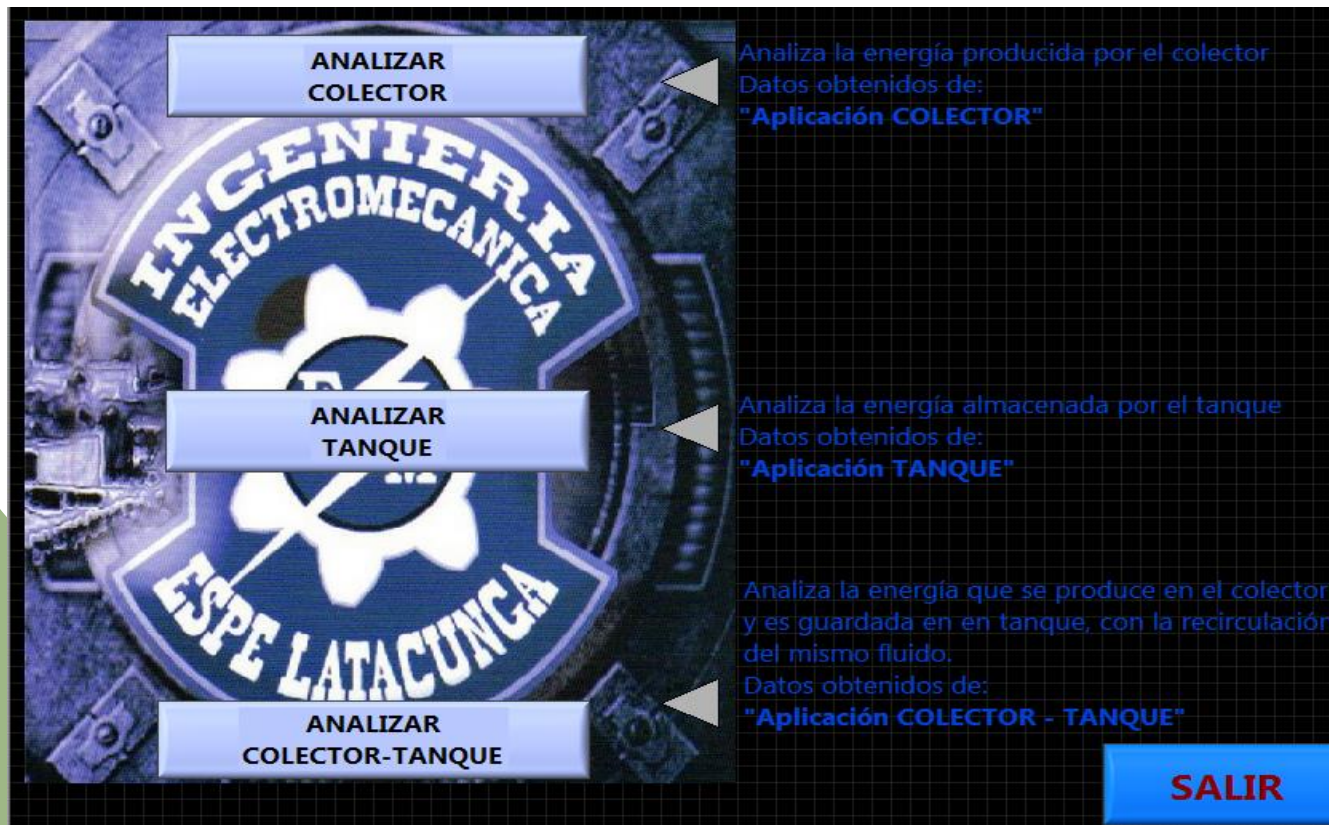 ANALIZAR
COLECTOR
Analiza la energía producida por el colector
Datos obtenidos de:
"Aplicación COLECTOR"
INGENIERIA
ELECTROMECANICA
ANALIZAR
TANQUE
M
Analiza la energía almacenada por el tanque
Datos obtenidos de:
"Aplicación TANQUE"
ESPE LATACUNGA
Analiza la energía que se produce en el colector
y es guardada en en tanque, con la recirculación
del mismo fluido.
Datos obtenidos de:
"Aplicación COLECTOR - TANQUE"
ANALIZAR
COLECTOR-TANQUE
SALIR